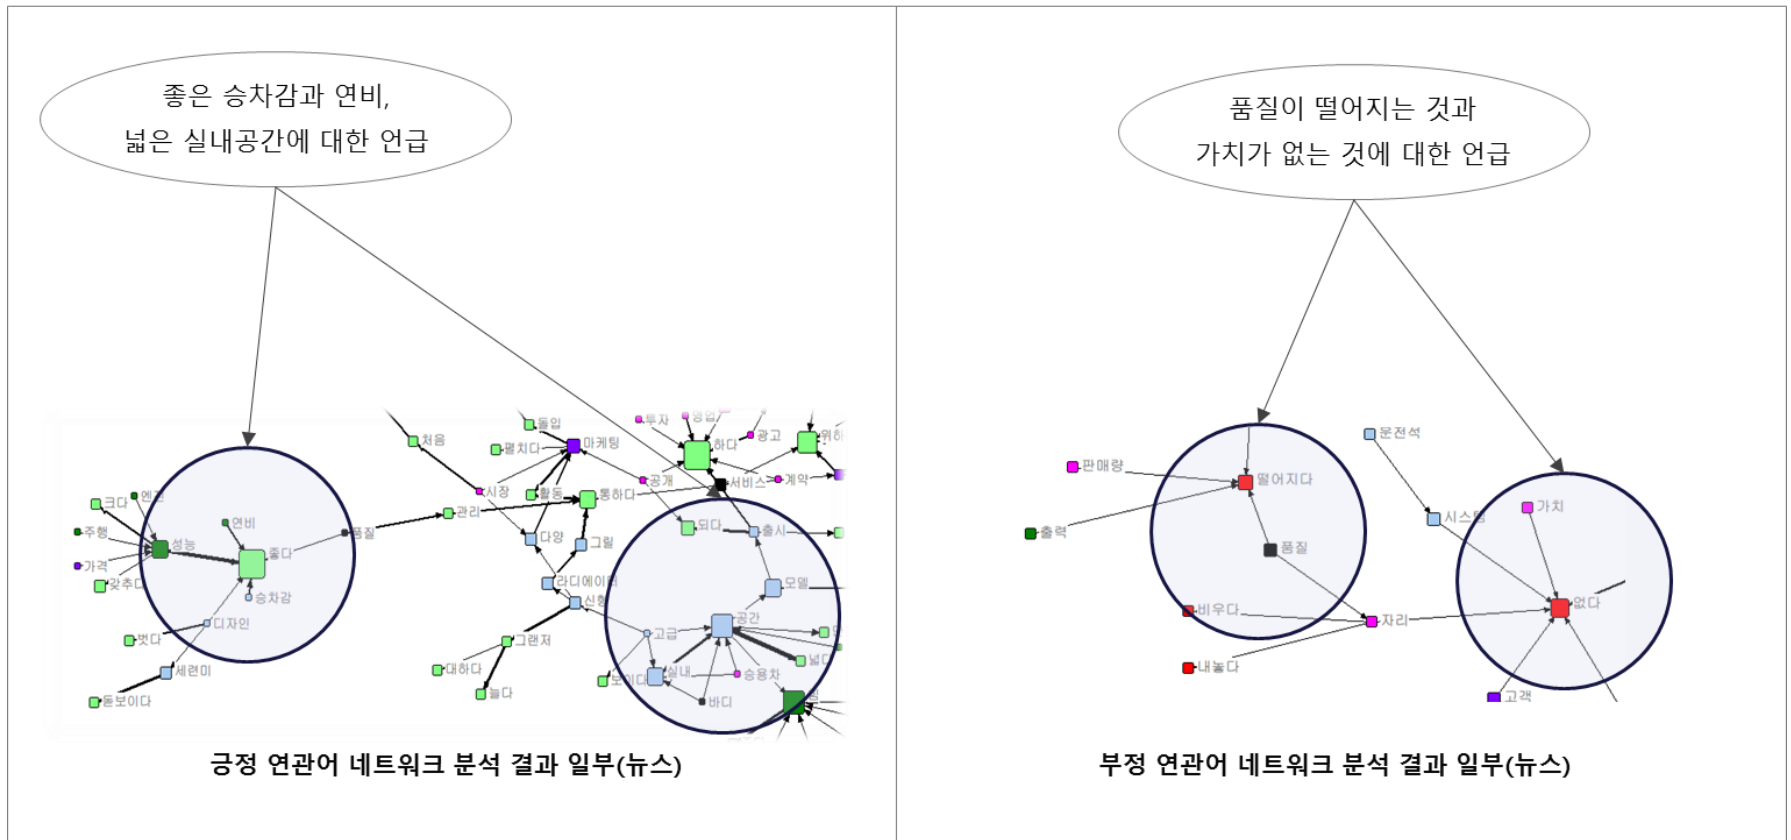 좋은 승차감과 연비,
넓은 실내공간에 대한 언급
돌입
처음
마케팅
펼치다
투자
영업
하다
광고
공개
서비스
계약
시장
활동
통하다
관리
크다
주행
가격
갖추다
성능
연비
좋다
품질
승차감
디자인
벗다
세련미
돋보이다
다양
그릴
신형
그랜저
대하다
늘다
되다
출시
모델
공간
고급
실내
승용차
바디
긍정 연관어 네트워크 분석 결과 일부(뉴스)
품질이 떨어지는 것과
가치가 없는 것에 대한 언급
운전석
판매량
떨어지다
가치
시스템
출력
품질
비우다
자리
없다
내놓다
고객
부정 연관어 네트워크 분석 결과 일부(뉴스)